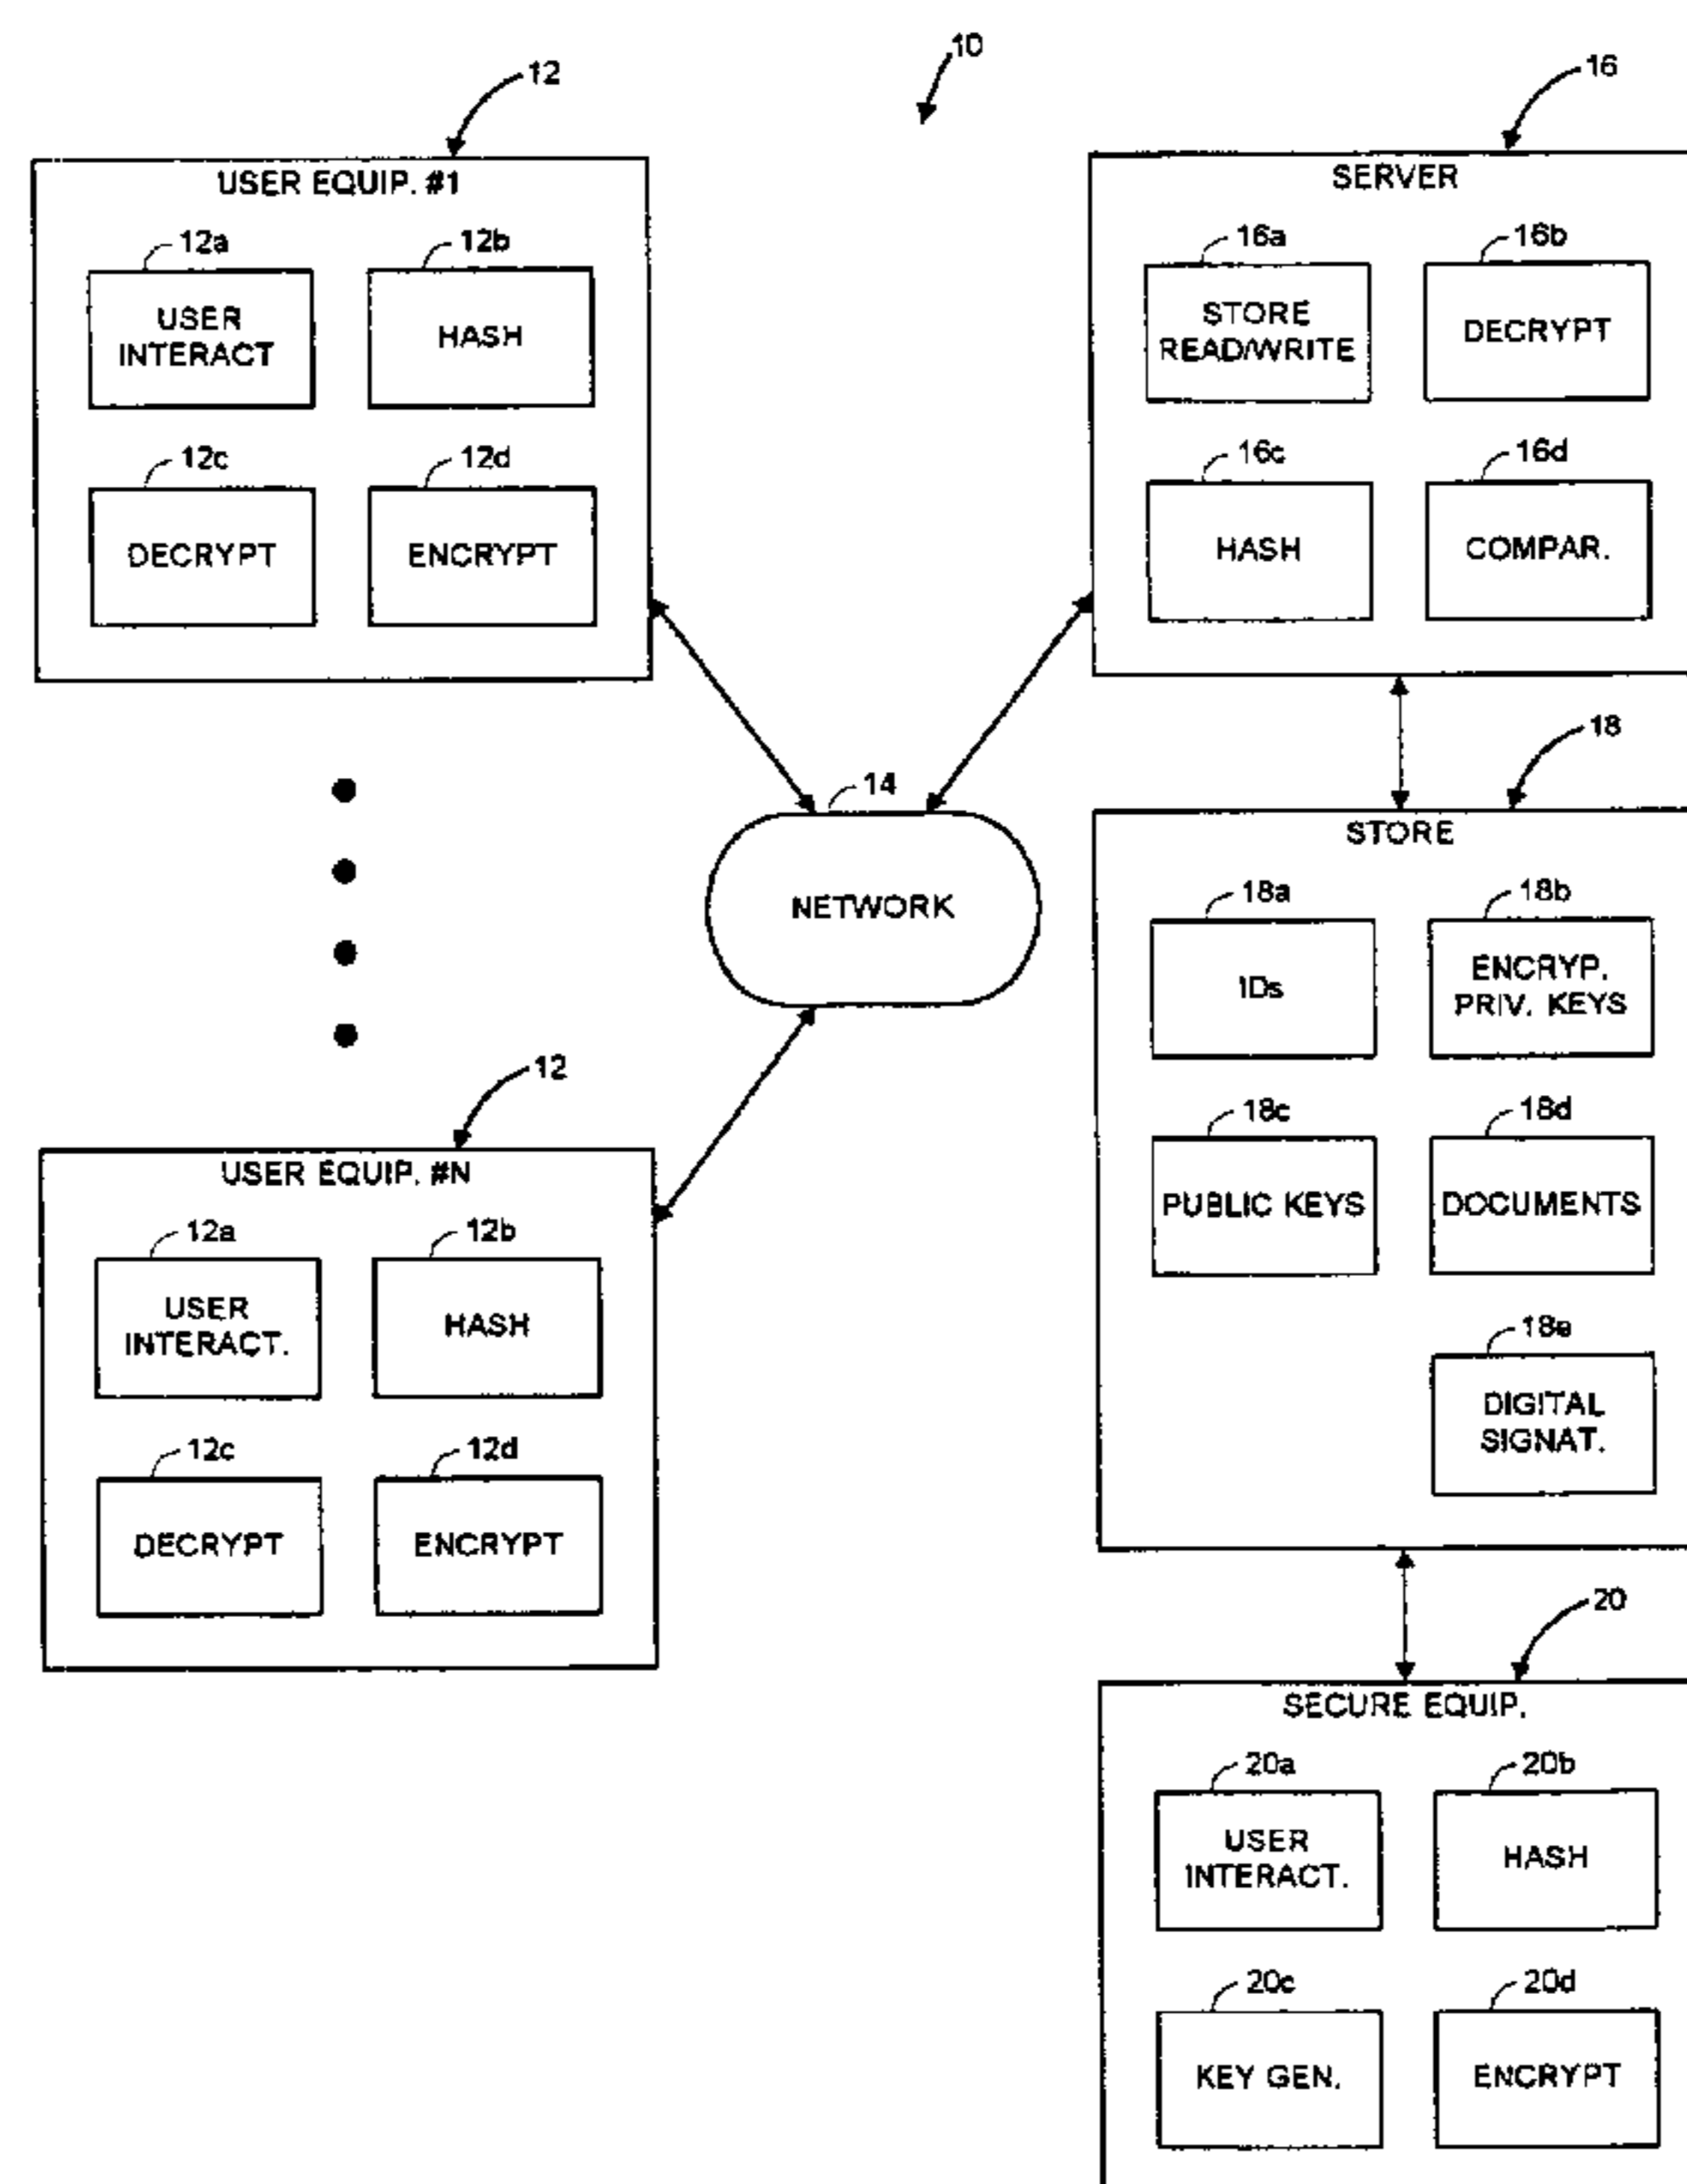 10
12
USER EQUIP. #1
12a
12b
USER
INTERACT
HASH
12c
12d
DECRYPT
ENCRYPT
16
SERVER
16a
16b
STORE
READ/WRITE
DECRYPT
16c
16d
HASH
COMPAR.
14
NETWORK
18
STORE
18a
18b
IDs
ENCRYP.
PRIV. KEYS
18c
18d
PUBLIC KEYS
DOCUMENTS
18e
DIGITAL
SIGNAT.
12
USER EQUIP. #N
12a
12b
USER
INTERACT.
HASH
12c
12d
DECRYPT
ENCRYPT
20
SECURE EQUIP.
20a
20b
USER
INTERACT.
HASH
20c
20d
KEY GEN.
ENCRYPT